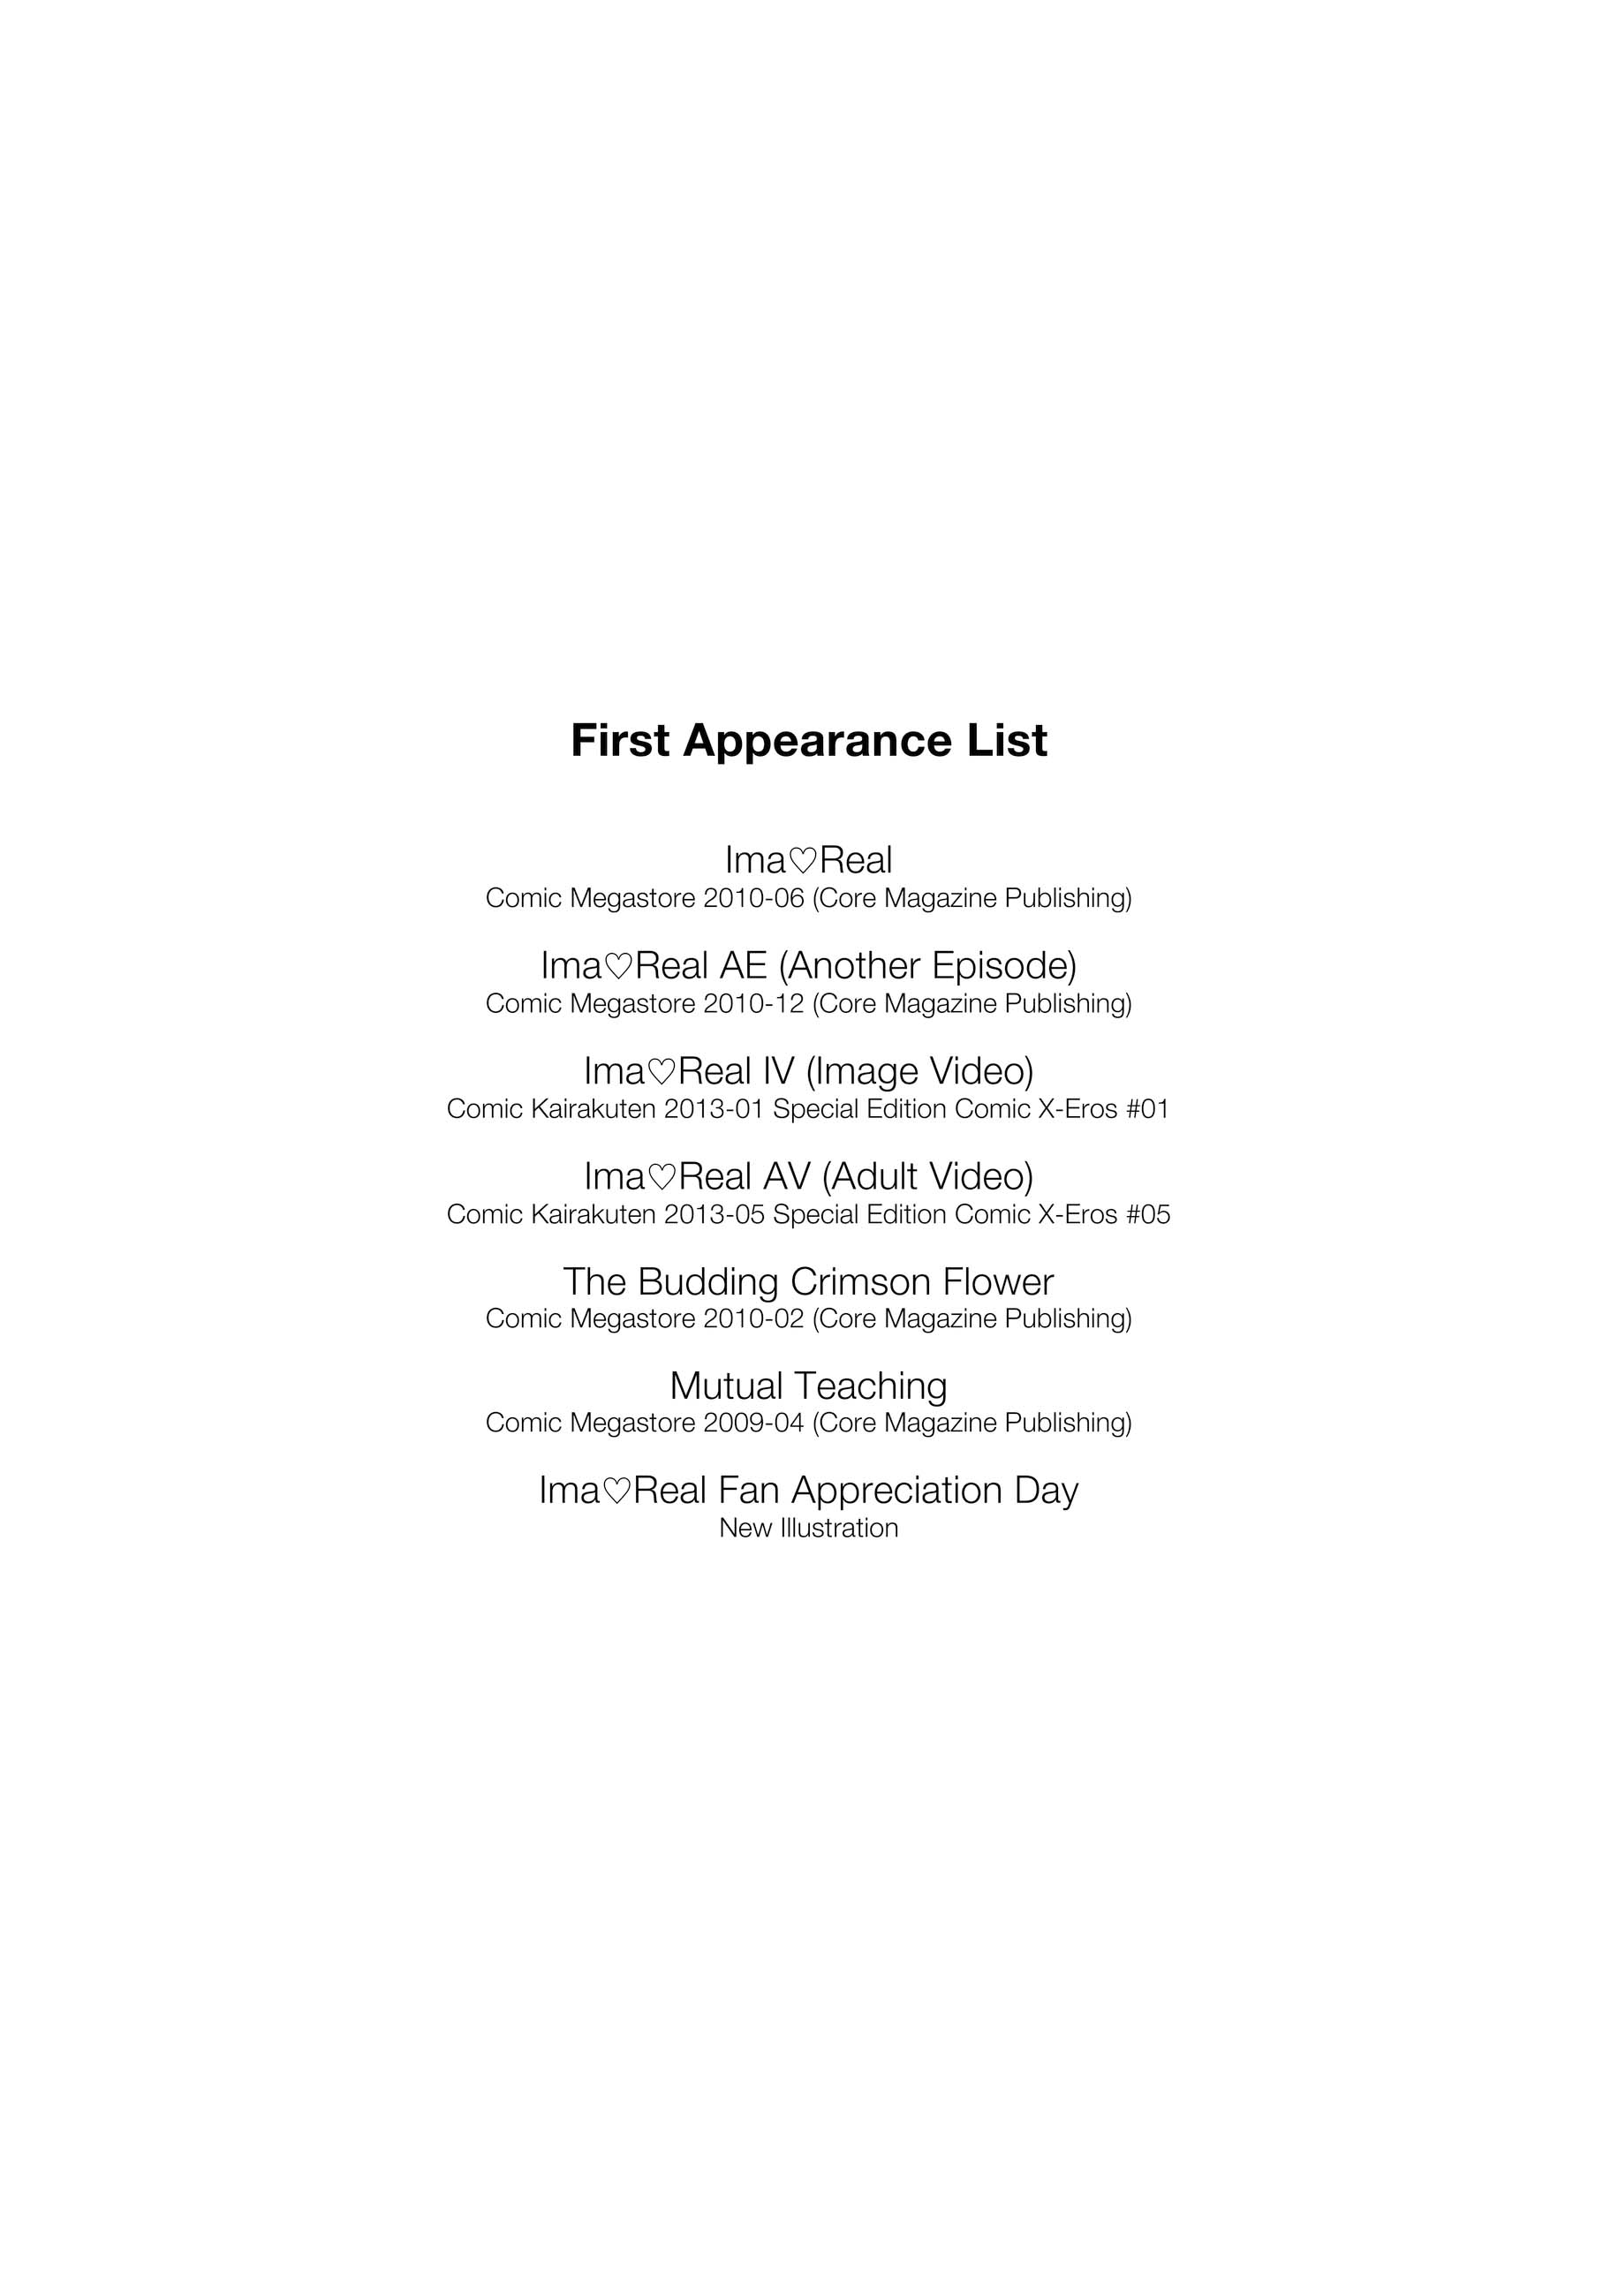 First Appearance List
Ima♡Real
Comic Megastore 2010-06 (Core Magazine Publishing)
Ima♡Real AE (Another Episode)
Comic Megastore 2010-12 (Core Magazine Publishing)
Ima♡Real IV (Image Video)
Comic Kairakuten 2013-01 Special Edition Comic X-Eros #01
Ima♡Real AV (Adult Video)
Comic Kairakuten 2013-05 Special Edition Comic X-Eros #05
The Budding Crimson Flower
Comic Megastore 2010-02 (Core Magazine Publishing)
Mutual Teaching
Comic Megastore 2009-04 (Core Magazine Publishing)
Ima♡Real Fan Appreciation Day
New Illustration